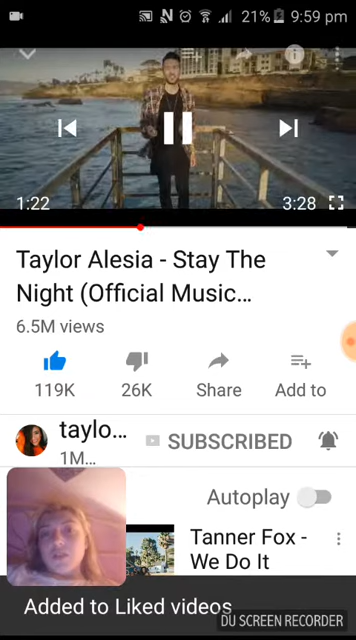 21% 9:59 pm
1:22 3:28
Taylor Alesia - Stay The
Night (Official Music...
6.5M views
119K 26K Share Add to
taylo... SUBSCRIBED
1M...
Autoplay
Tanner Fox -
We Do It
Added to Liked videos
DU SCREEN RECORDER